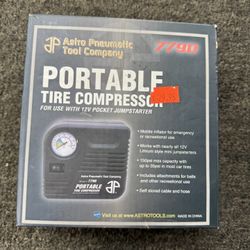 Astro Pneumatic
Tool Company
7790
PORTABLE
TIRE COMPRESSOR
FOR USE WITH 12V POCKET JUMPSTARTER
• Mobile inflator for emergency
or recreational use
• Works with nearly all 12V
Lithium style mini jumpstarters
• 150psi max capacity with
up to 35psi in most car tires
• Includes attachments for balls
and other recreational use
• Self stored cable and hose
Astro Pneumatic Tool Company
7790
PORTABLE
TIRE COMPRESSOR
Visit us at www.ASTROTOOLS.com
MADE IN CHINA